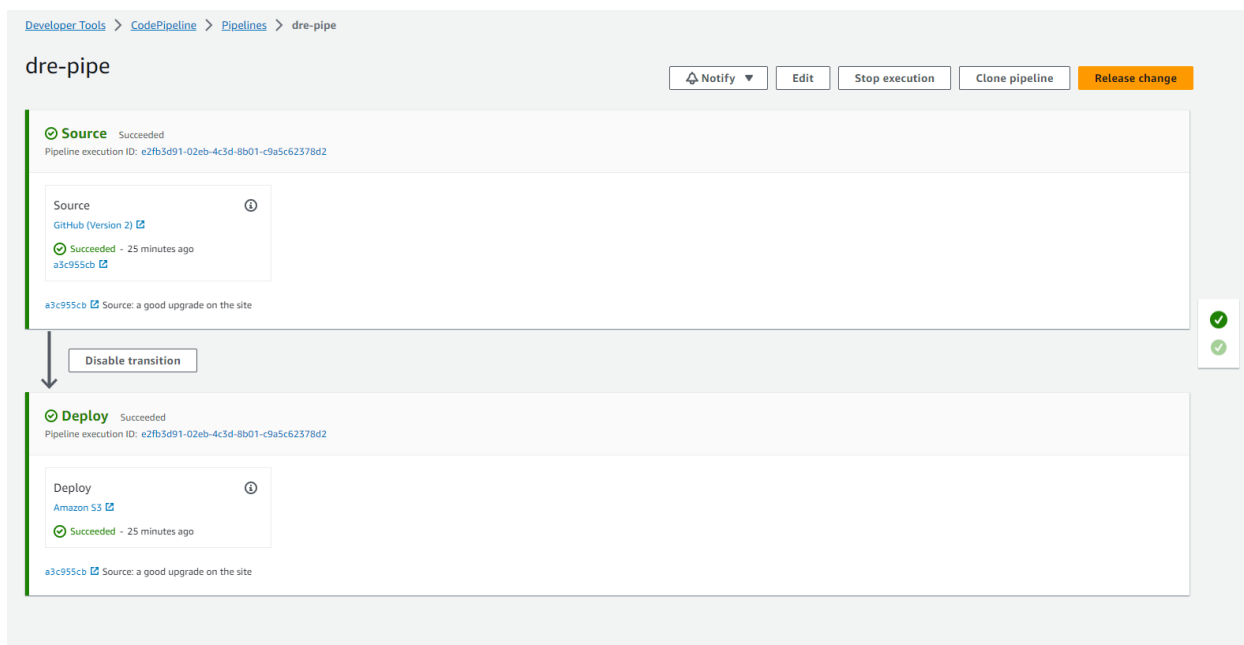 Developer Tools > CodePipeline > Pipelines > dre-pipe
dre-pipe
Notify ▼ Edit Stop execution Clone pipeline Release change
Source Succeeded
Pipeline execution ID: e2fb3d91-02eb-4c3d-8b01-c9a5c62378d2
Source
GitHub (Version 2)
Succeeded - 25 minutes ago
a3c955cb
a3c955cb Source: a good upgrade on the site
Disable transition
Deploy Succeeded
Pipeline execution ID: e2fb3d91-02eb-4c3d-8b01-c9a5c62378d2
Deploy
Amazon S3
Succeeded - 25 minutes ago
a3c955cb Source: a good upgrade on the site